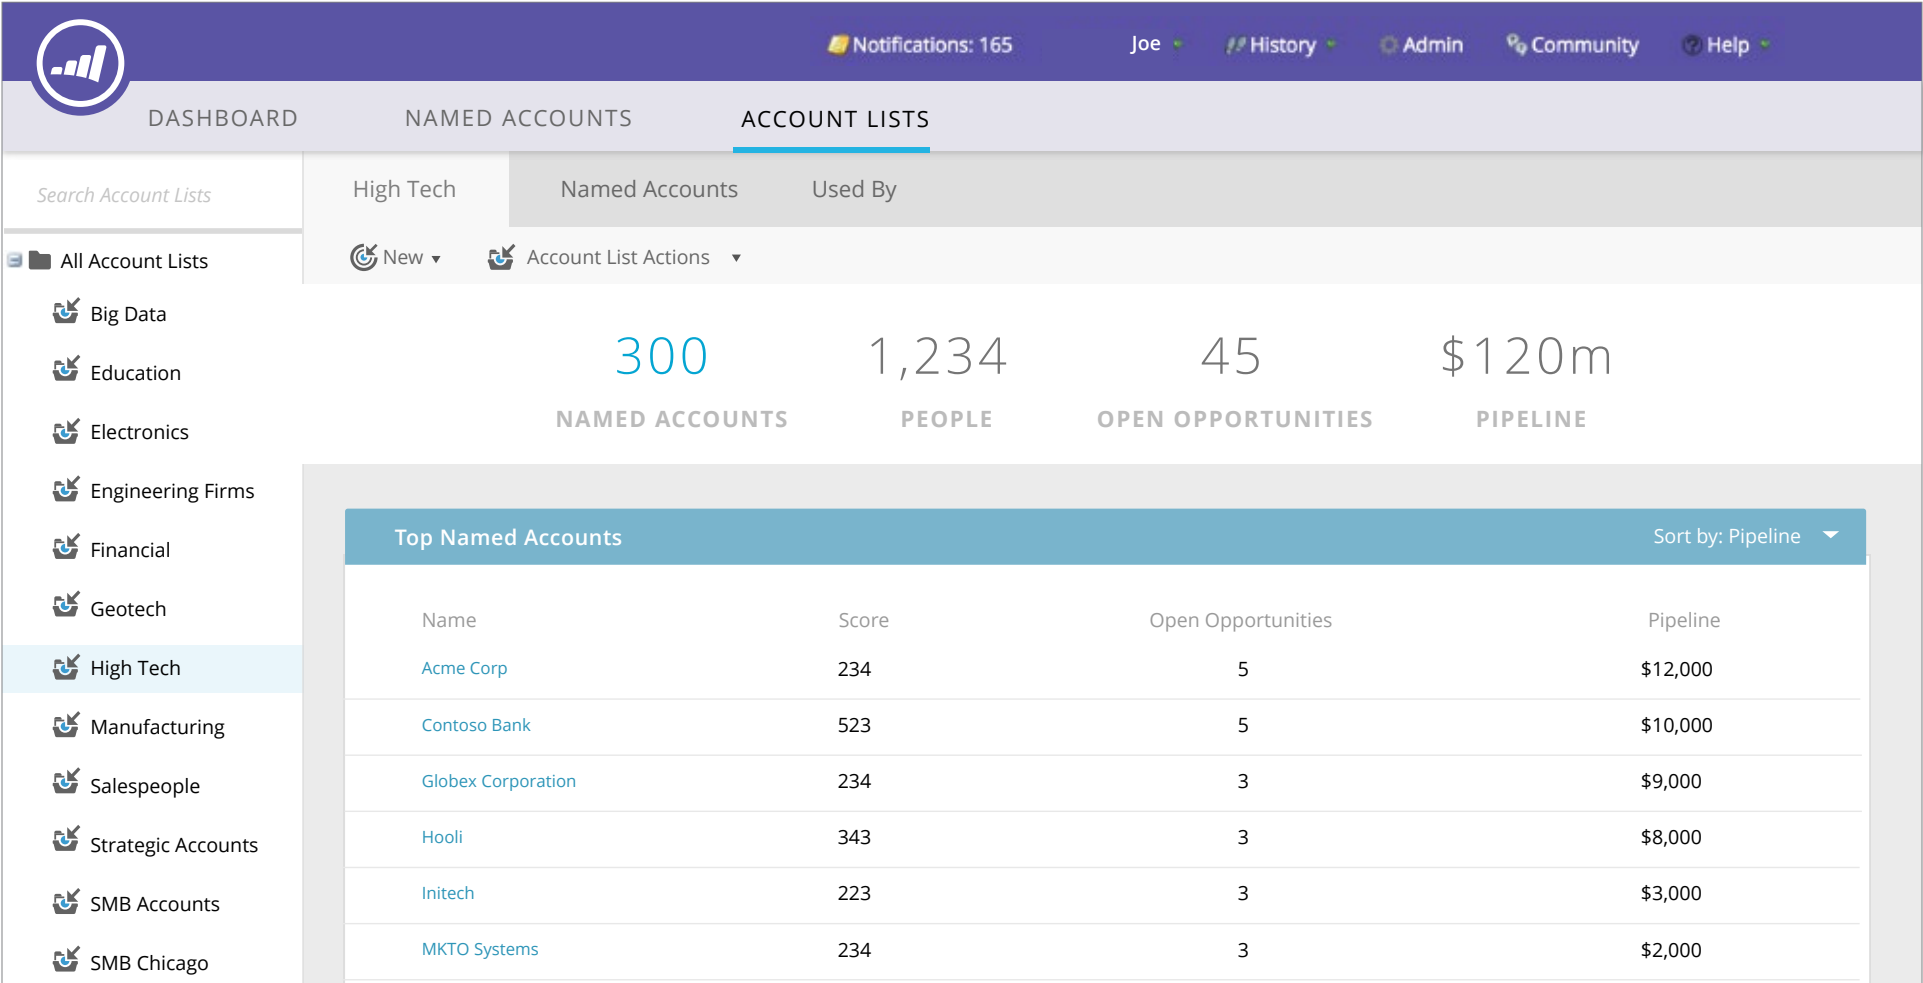 Notifications: 165 Joe History Admin Community Help
DASHBOARD NAMED ACCOUNTS ACCOUNT LISTS
Search Account Lists
High Tech Named Accounts Used By
New Account List Actions
All Account Lists
Big Data
Education
Electronics
Engineering Firms
Financial
Geotech
High Tech
Manufacturing
Salespeople
Strategic Accounts
SMB Accounts
SMB Chicago
300 1,234 45 $120m
NAMED ACCOUNTS PEOPLE OPEN OPPORTUNITIES PIPELINE
Top Named Accounts Sort by: Pipeline
Name Score Open Opportunities Pipeline
Acme Corp 234 5 $12,000
Contoso Bank 523 5 $10,000
Globex Corporation 234 3 $9,000
Hooli 343 3 $8,000
Initech 223 3 $3,000
MKTO Systems 234 3 $2,000